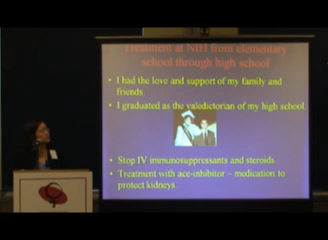 Treatment at NIH from elementary
school through high school
• I had the love and support of my family and
friends.
• I graduated as the valedictorian of my high school.
• Stop IV immunosuppressants and steroids.
• Treatment with ace-inhibitor – medication to
protect kidneys.